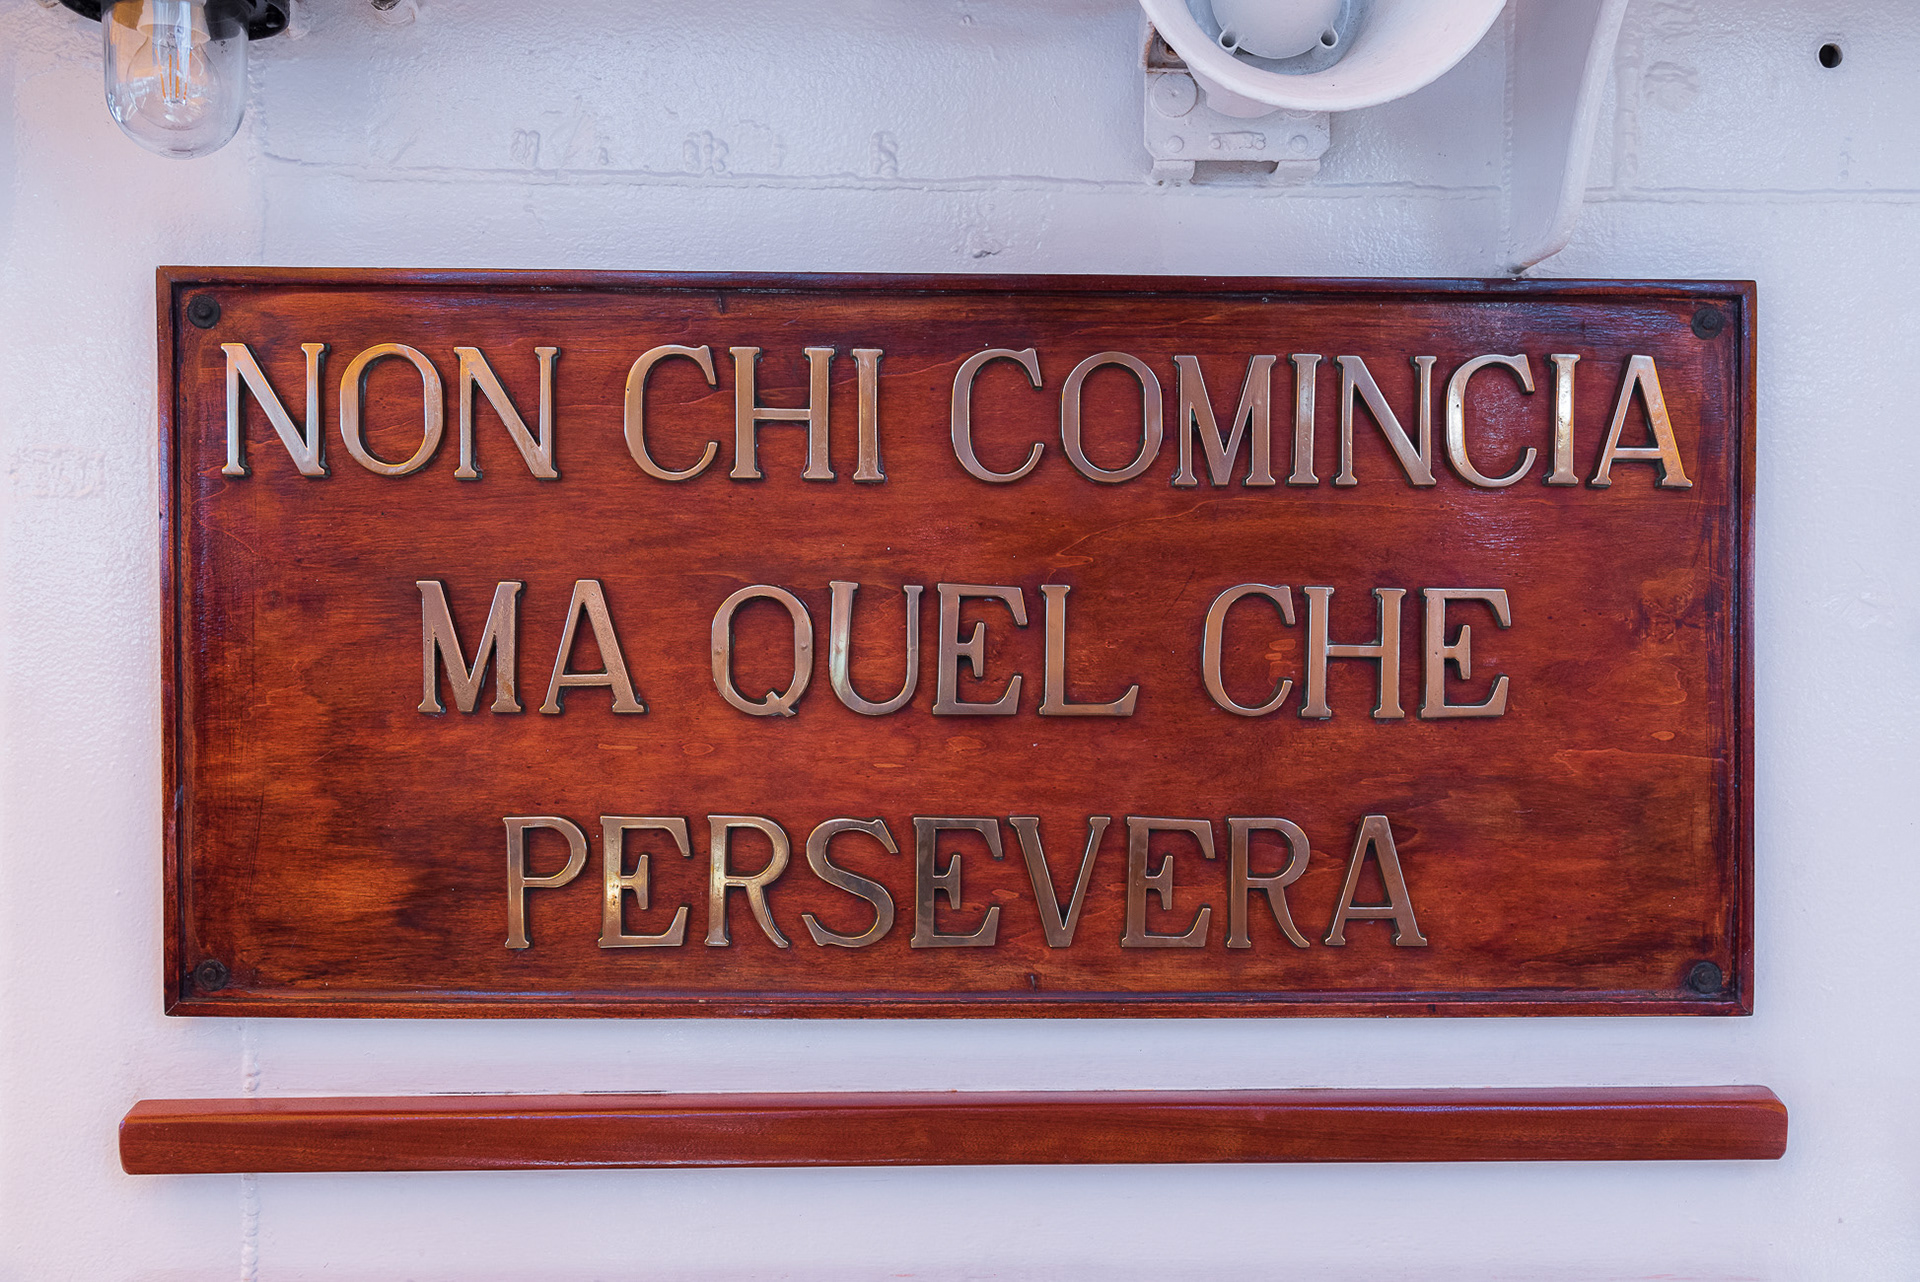 NON CHI COMINCIA
MA QUEL CHE
PERSEVERA